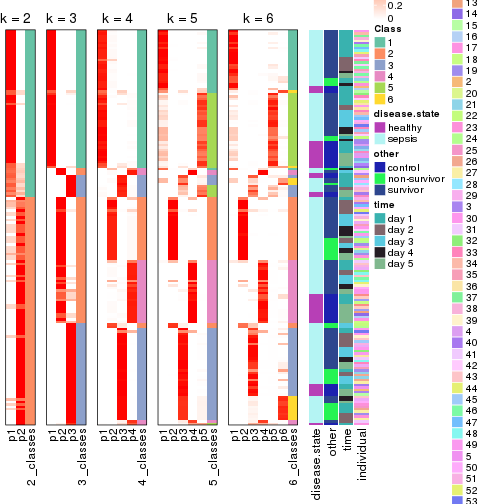 k = 2
k = 3
k = 4
k = 5
k = 6
0.2
0
Class
1
2
3
4
5
6
disease.state
healthy
sepsis
other
control
non-survivor
survivor
time
day 1
day 2
day 3
day 4
day 5
13
14
15
16
17
18
19
2
20
21
22
23
24
25
26
27
28
29
3
30
31
32
33
34
35
36
37
38
39
4
40
41
42
43
44
45
46
47
48
49
5
50
51
52
53
p1
p2
2_classes
p1
p2
p3
3_classes
p1
p2
p3
p4
4_classes
p1
p2
p3
p4
p5
5_classes
p1
p2
p3
p4
p5
p6
6_classes
disease.state
other
time
individual